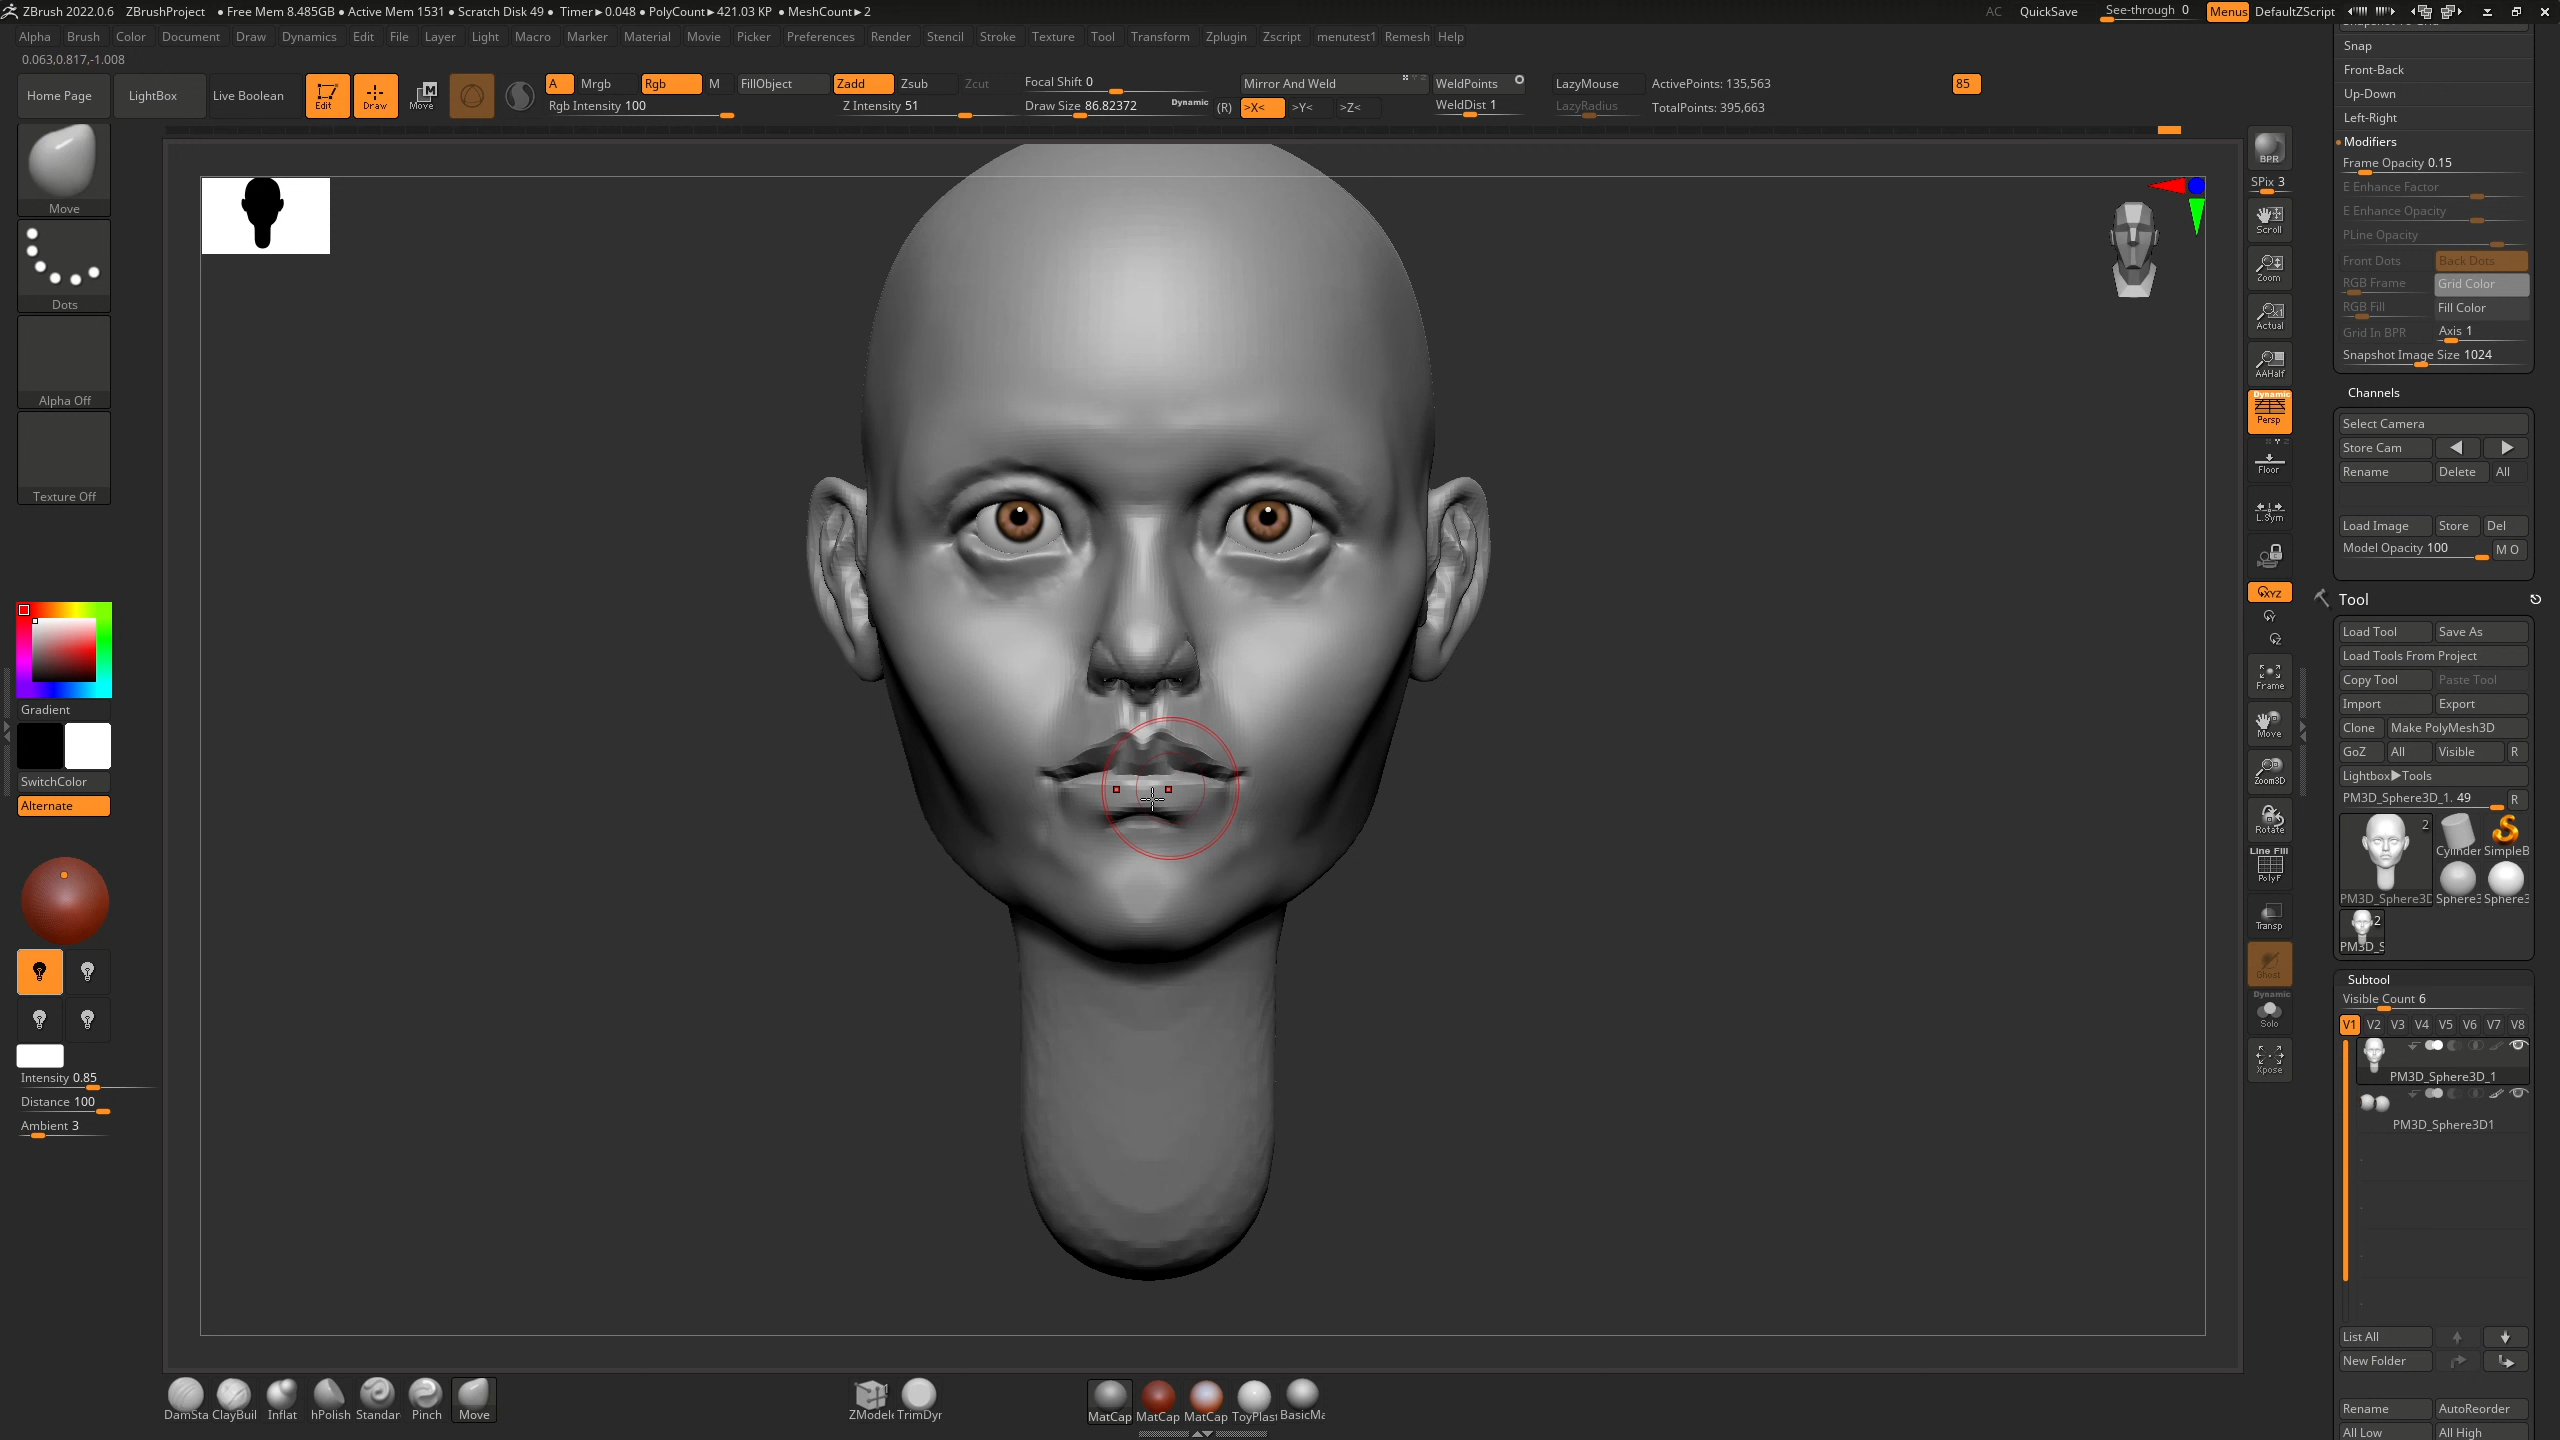 ZBrush 2022.0.6 ZBrushProject • Free Mem 8.485GB • Active Mem 1531 • Scratch Disk 49 • Timer►0.048 • PolyCount►421.03 KP • MeshCount►2 AC QuickSave See-through 0 Menus DefaultZScript
Alpha Brush Color Document Draw Dynamics Edit File Layer Light Macro Marker Material Movie Picker Preferences Render Stencil Stroke Texture Tool Transform Zplugin Zscript menutest1 Remesh Help
0.063,0.817,-1.008
Home Page LightBox Live Boolean Edit Draw Move
A Mrgb Rgb M FillObject Zadd Zsub Zcut Focal Shift 0 Mirror And Weld WeldPoints LazyMouse ActivePoints: 135,563 85
Rgb Intensity 100 Z Intensity 51 Draw Size 86.82372 Dynamic (R) >X< >Y< >Z< WeldDist 1 LazyRadius TotalPoints: 395,663
Move
Dots
Alpha Off
Texture Off
Gradient
SwitchColor
Alternate
Intensity 0.85
Distance 100
Ambient 3
BPR
SPix 3
Scroll
Zoom
Actual
AAHalf
Dynamic
Persp
Floor
L.Sym
XYZ
Y
Z
Frame
Move
Zoom3D
Rotate
Line Fill
PolyF
Transp
Ghost
Dynamic
Solo
Xpose
Snap
Front-Back
Up-Down
Left-Right
Modifiers
Frame Opacity 0.15
E Enhance Factor
E Enhance Opacity
PLine Opacity
Front Dots Back Dots
RGB Frame Grid Color
RGB Fill Fill Color
Grid In BPR Axis 1
Snapshot Image Size 1024
Channels
Select Camera
Store Cam
Rename Delete All
Load Image Store Del
Model Opacity 100 M O
Tool
Load Tool Save As
Load Tools From Project
Copy Tool Paste Tool
Import Export
Clone Make PolyMesh3D
GoZ All Visible R
Lightbox►Tools
PM3D_Sphere3D_1. 49 R
2
Cylinder SimpleB
PM3D_Sphere3D Sphere3 Sphere3
2
PM3D_S
Subtool
Visible Count 6
V1 V2 V3 V4 V5 V6 V7 V8
PM3D_Sphere3D_1
PM3D_Sphere3D1
List All
New Folder
Rename AutoReorder
All Low All High
DamSta ClayBuil Inflat hPolish Standar Pinch Move ZModele TrimDyr MatCap MatCap MatCap ToyPlas BasicMa